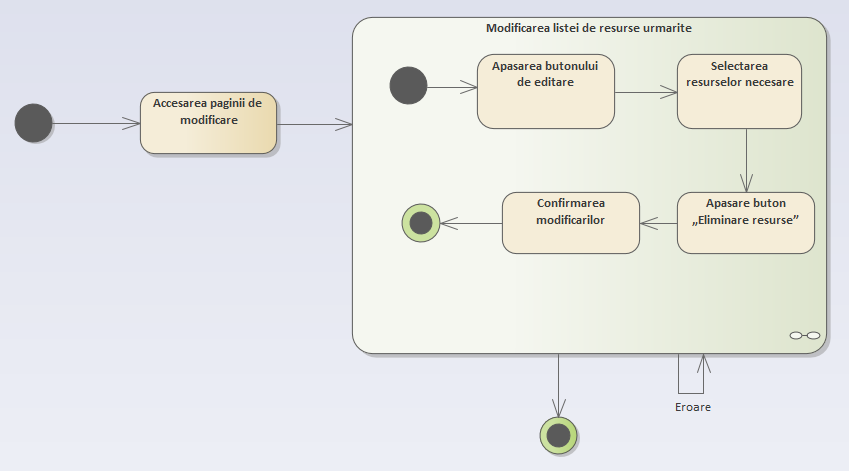 Modificarea listei de resurse urmarite
Apasarea butonului
de editare
Selectarea
resurselor necesare
Accesarea paginii de
modificare
Confirmarea
modificarilor
Apasare buton
„Eliminare resurse”
Eroare